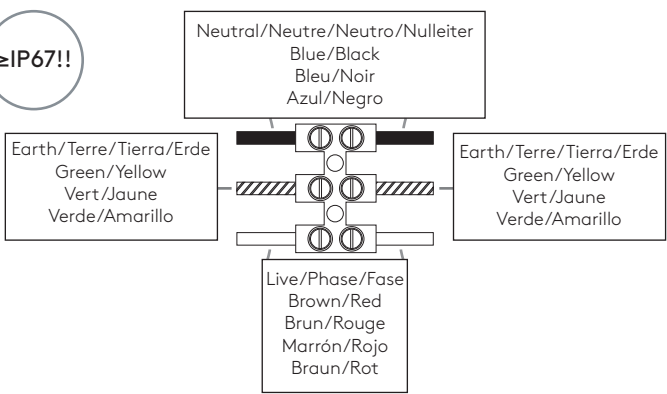 ≥IP67!!
Neutral/Neutre/Neutro/Nulleiter
Blue/Black
Bleu/Noir
Azul/Negro
Earth/Terre/Tierra/Erde
Green/Yellow
Vert/Jaune
Verde/Amarillo
Earth/Terre/Tierra/Erde
Green/Yellow
Vert/Jaune
Verde/Amarillo
Live/Phase/Fase
Brown/Red
Brun/Rouge
Marrón/Rojo
Braun/Rot